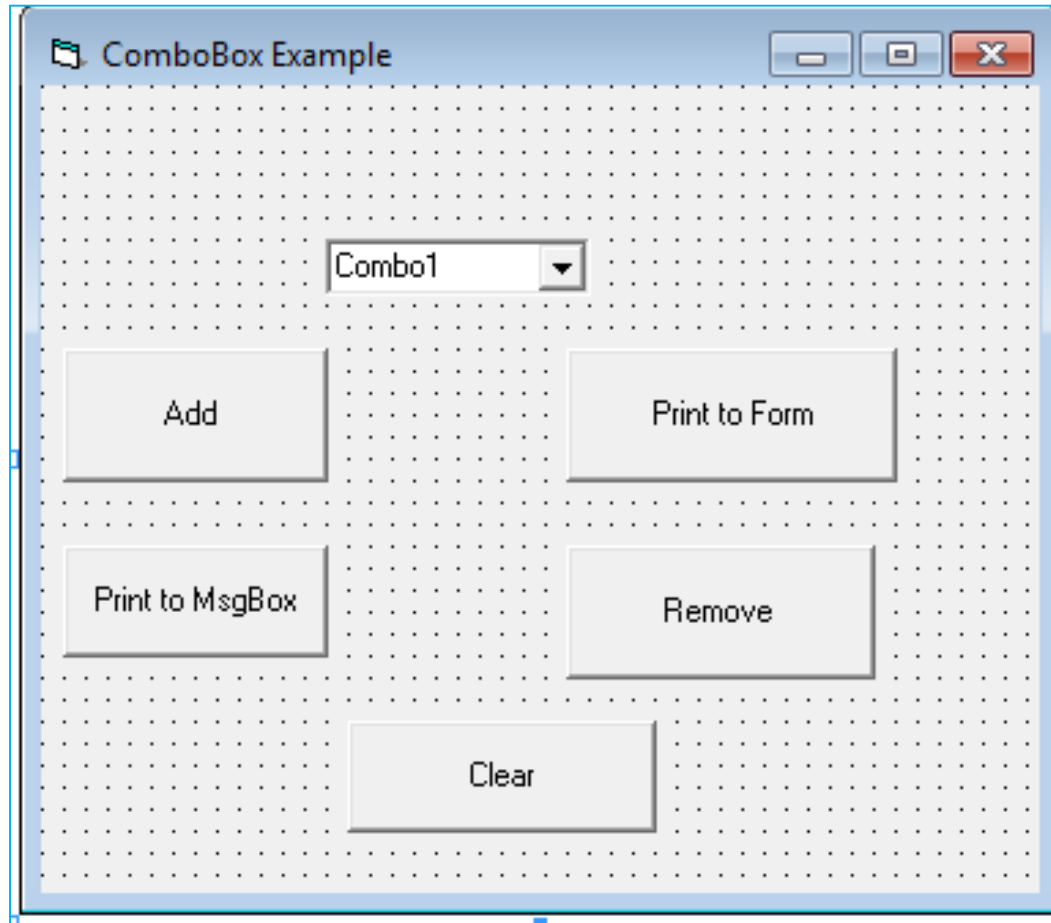 ComboBox Example
Combo1
Add
Print to Form
Print to MsgBox
Remove
Clear